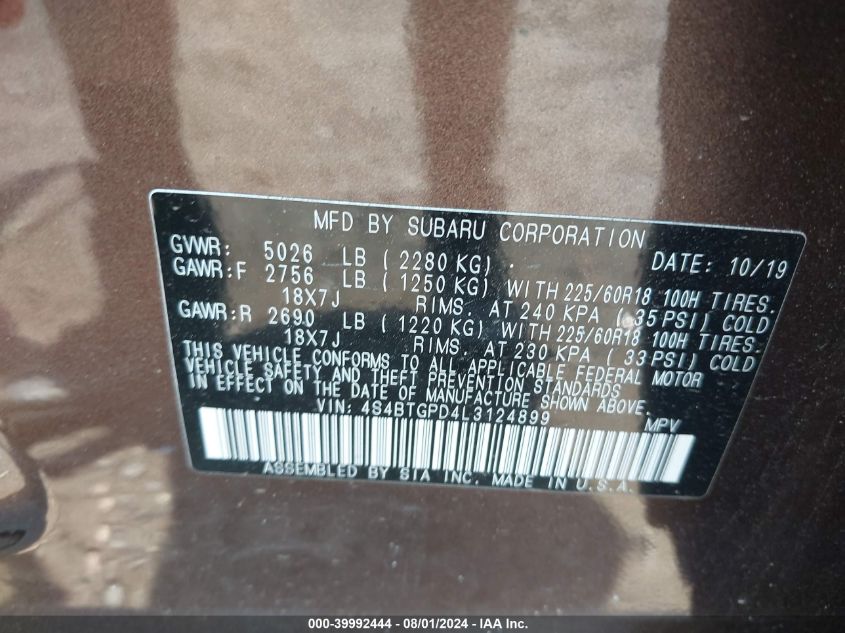 MFD BY SUBARU CORPORATION
GVWR: 5026 LB ( 2280 KG) . DATE: 10/19
GAWR:F 2756 LB ( 1250 KG) WITH 225/60R18 100H TIRES.
18X7J RIMS. AT 240 KPA ( 35 PSI) COLD
GAWR:R 2690 LB ( 1220 KG) WITH 225/60R18 100H TIRES.
18X7J RIMS. AT 230 KPA ( 33 PSI) COLD
THIS VEHICLE CONFORMS TO ALL APPLICABLE FEDERAL MOTOR
VEHICLE SAFETY AND THEFT PREVENTION STANDARDS
IN EFFECT ON THE DATE OF MANUFACTURE SHOWN ABOVE.
VIN: 4S4BTGPD4L3124899 MPV
ASSEMBLED BY SIA INC. MADE IN U.S.A.
000-39992444 - 08/01/2024 - IAA Inc.